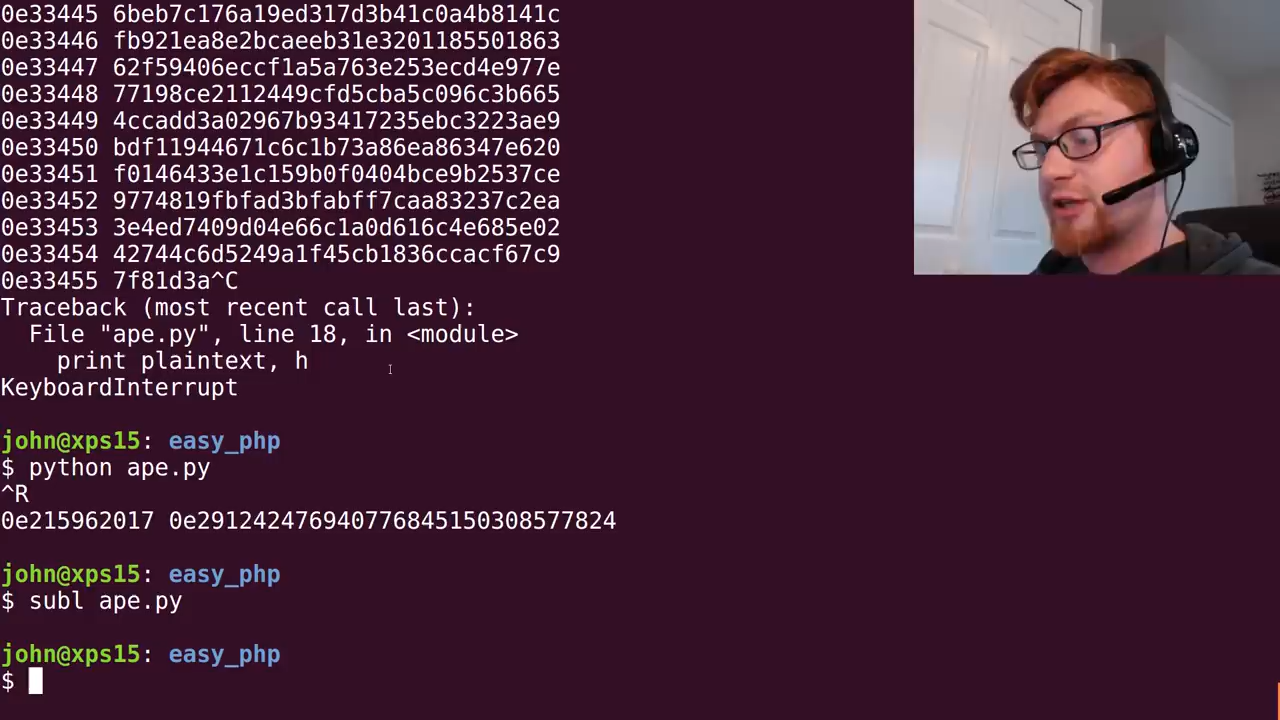 0e33445 6beb7c176a19ed317d3b41c0a4b8141c
0e33446 fb921ea8e2bcaeeb31e3201185501863
0e33447 62f59406eccf1a5a763e253ecd4e977e
0e33448 77198ce2112449cfd5cba5c096c3b665
0e33449 4ccadd3a02967b93417235ebc3223ae9
0e33450 bdf11944671c6c1b73a86ea86347e620
0e33451 f0146433e1c159b0f0404bce9b2537ce
0e33452 9774819fbfad3bfabff7caa83237c2ea
0e33453 3e4ed7409d04e66c1a0d616c4e685e02
0e33454 42744c6d5249a1f45cb1836ccacf67c9
0e33455 7f81d3a^C
Traceback (most recent call last):
  File "ape.py", line 18, in <module>
    print plaintext, h
KeyboardInterrupt
john@xps15: easy_php
$ python ape.py
^R
0e215962017 0e291242476940776845150308577824
john@xps15: easy_php
$ subl ape.py
john@xps15: easy_php
$